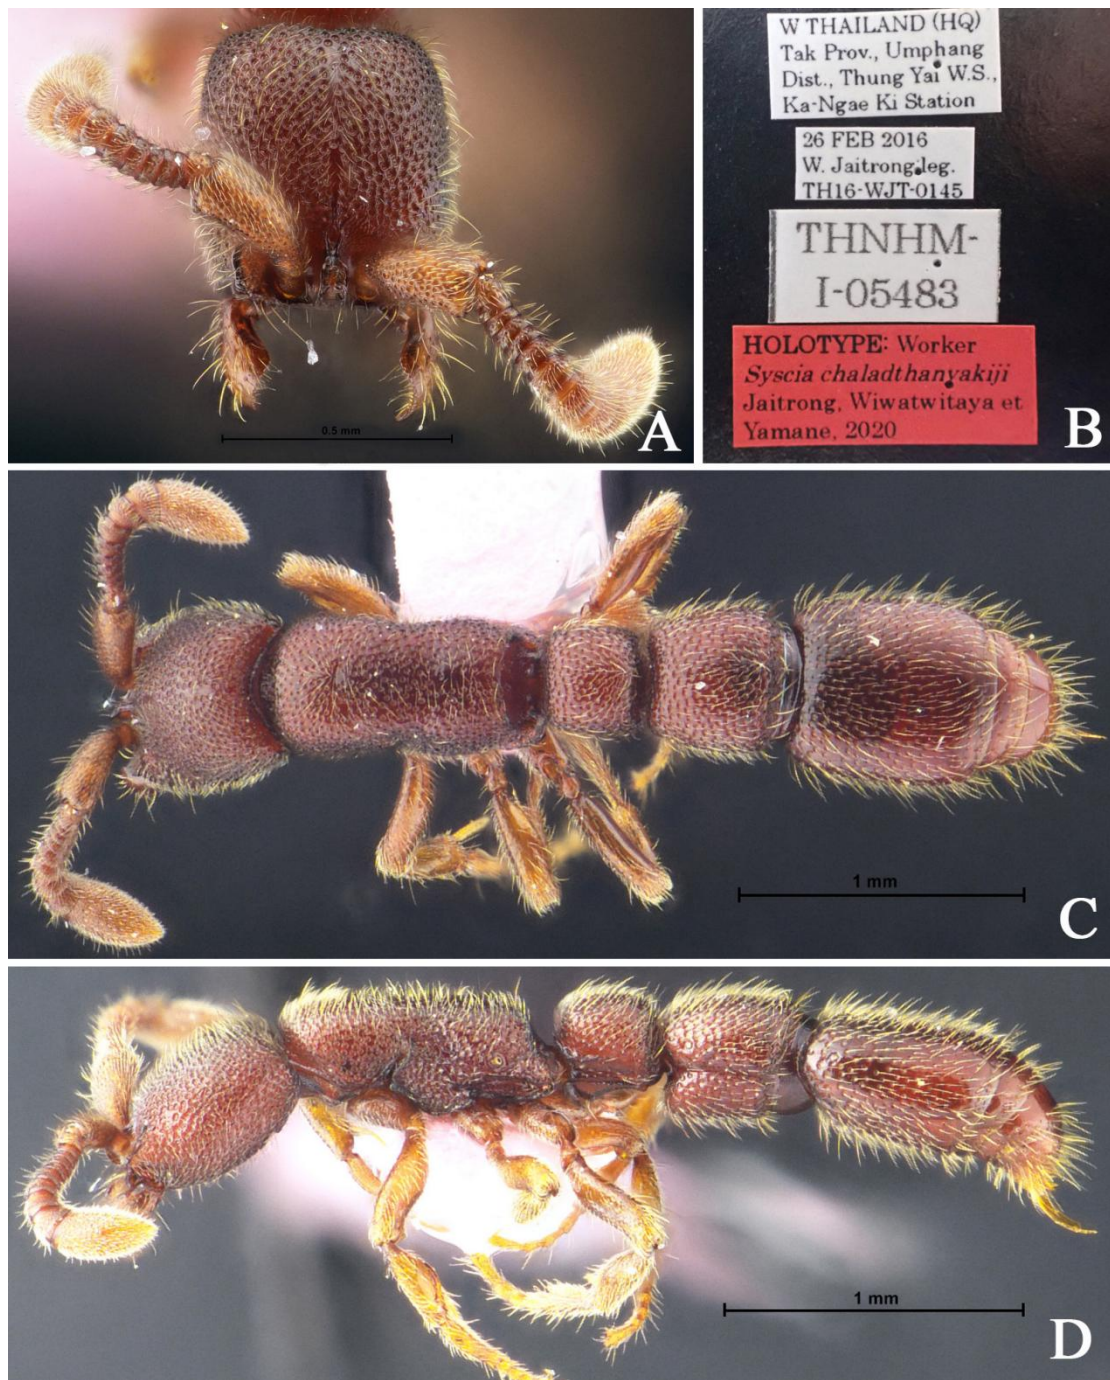 0.5 mm
A
W THAILAND (HQ)
Tak Prov., Umphang
Dist., Thung Yai W.S.,
Ka-Ngae Ki Station
26 FEB 2016
W. Jaitrong leg.
TH16-WJT-0145
THNHM-
I-05483
HOLOTYPE: Worker
Syscia chaladthanyakiji
Jaitrong, Wiwatwitaya et
Yamane, 2020
B
1 mm
C
1 mm
D